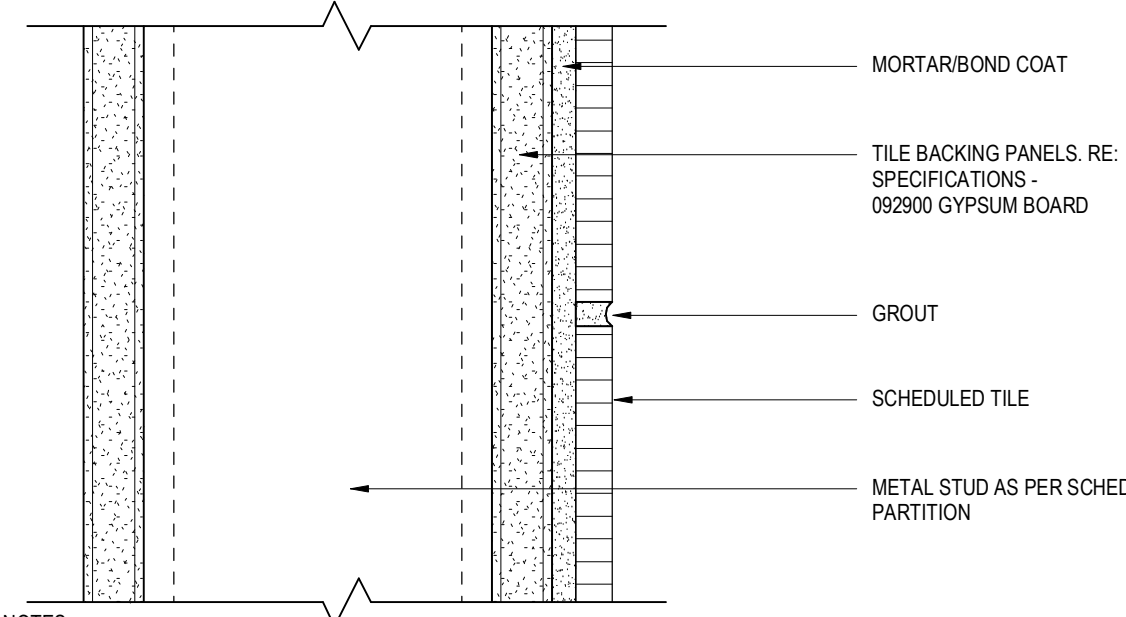 MORTAR/BOND COAT
TILE BACKING PANELS. RE:
SPECIFICATIONS -
092900 GYPSUM BOARD
GROUT
SCHEDULED TILE
METAL STUD AS PER SCHED
PARTITION
NOTES